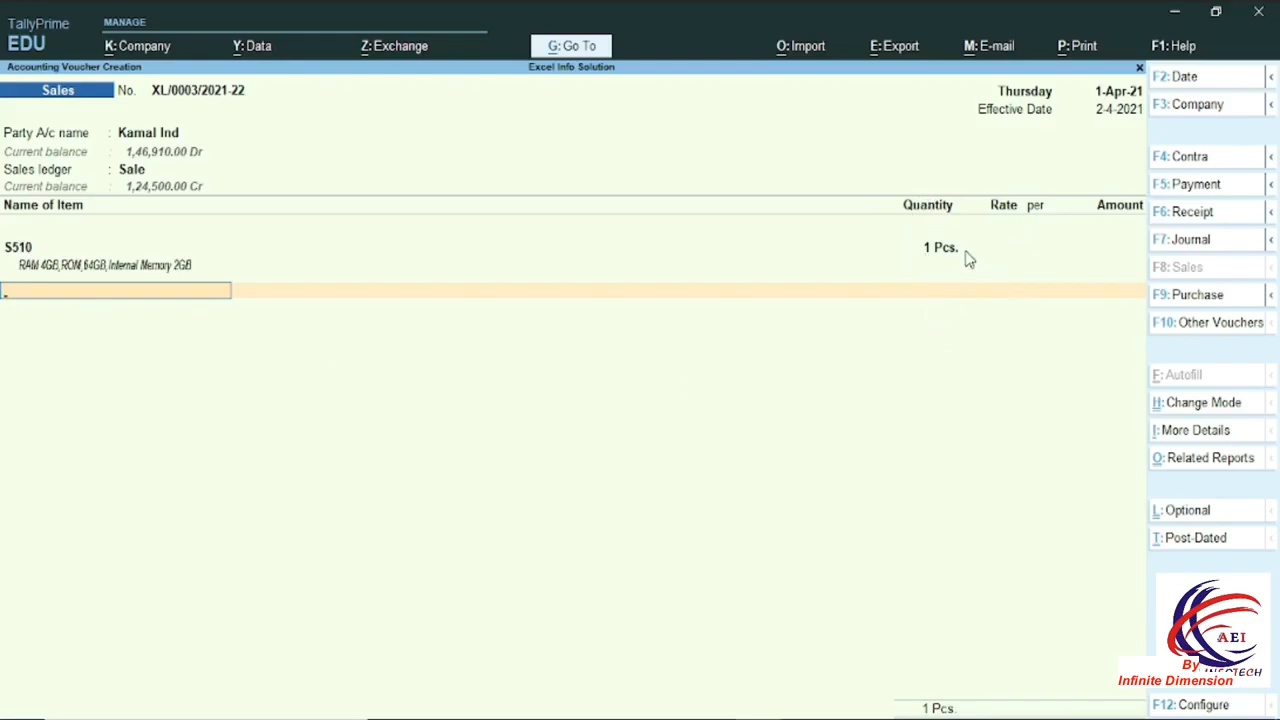 TallyPrime
EDU
MANAGE
K: Company
Y: Data
Z: Exchange
G: Go To
O: Import
E: Export
M: E-mail
P: Print
F1: Help
Accounting Voucher Creation
Excel Info Solution
x
Sales No. XL/0003/2021-22
Thursday 1-Apr-21
Effective Date 2-4-2021
Party A/c name : Kamal Ind
Current balance : 1,46,910.00 Dr
Sales ledger : Sale
Current balance : 1,24,500.00 Cr
Name of Item Quantity Rate per Amount
S510 1 Pcs.
RAM 4GB,ROM,64GB,Internal Memory 2GB
1 Pcs.
F2: Date
F3: Company
F4: Contra
F5: Payment
F6: Receipt
F7: Journal
F8: Sales
F9: Purchase
F10: Other Vouchers
F: Autofill
H: Change Mode
I: More Details
O: Related Reports
L: Optional
T: Post-Dated
AEI
INFOTECH
By
Infinite Dimension
F12: Configure